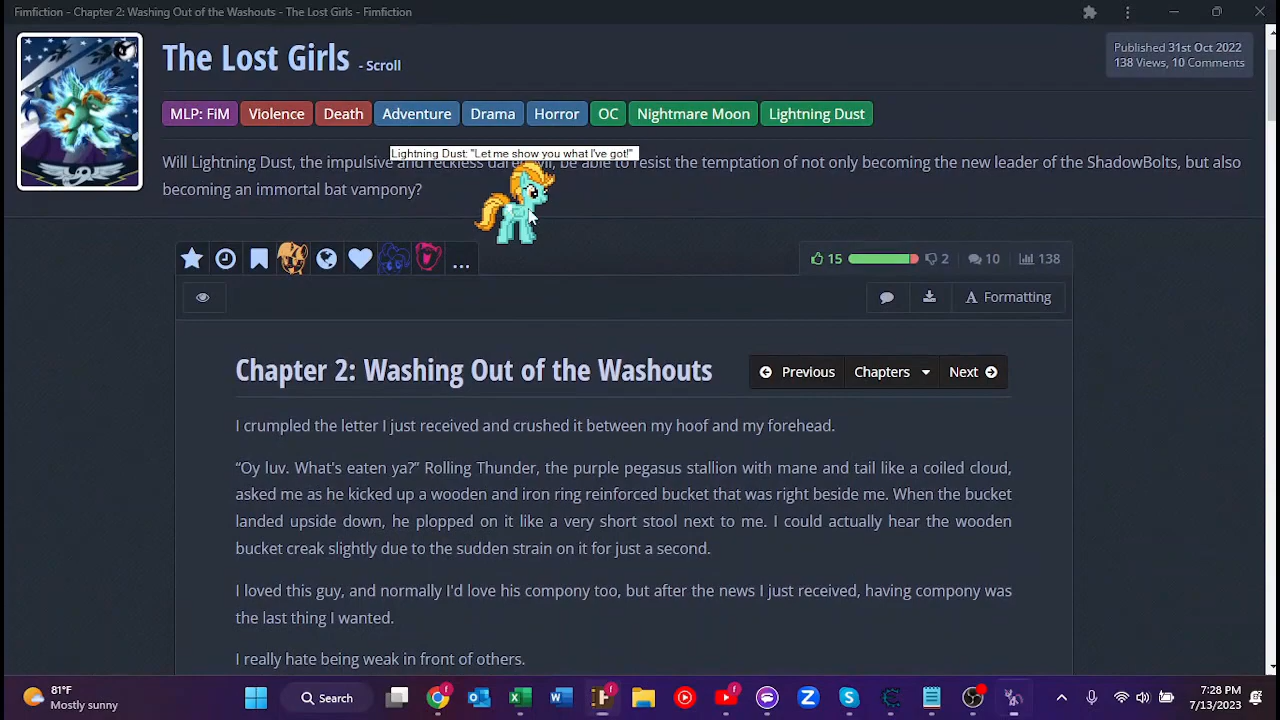 Fimfiction - Chapter 2: Washing Out of the Washouts - The Lost Girls - Fimfiction
The Lost Girls - Scroll
Published 31st Oct 2022
138 Views, 10 Comments
MLP: FiM Violence Death Adventure Drama Horror OC Nightmare Moon Lightning Dust
Lightning Dust: "Let me show you what I've got!"
Will Lightning Dust, the impulsive and reckless daredevil, be able to resist the temptation of not only becoming the new leader of the ShadowBolts, but also
becoming an immortal bat vampony?
... 15 2 10 138
A Formatting
Chapter 2: Washing Out of the Washouts
Previous Chapters Next
I crumpled the letter I just received and crushed it between my hoof and my forehead.
“Oy luv. What's eaten ya?” Rolling Thunder, the purple pegasus stallion with mane and tail like a coiled cloud,
asked me as he kicked up a wooden and iron ring reinforced bucket that was right beside me. When the bucket
landed upside down, he plopped on it like a very short stool next to me. I could actually hear the wooden
bucket creak slightly due to the sudden strain on it for just a second.
I loved this guy, and normally I'd love his compony too, but after the news I just received, having compony was
the last thing I wanted.
I really hate being weak in front of others.
81°F
Mostly sunny
Search
7:28 PM
7/13/2023